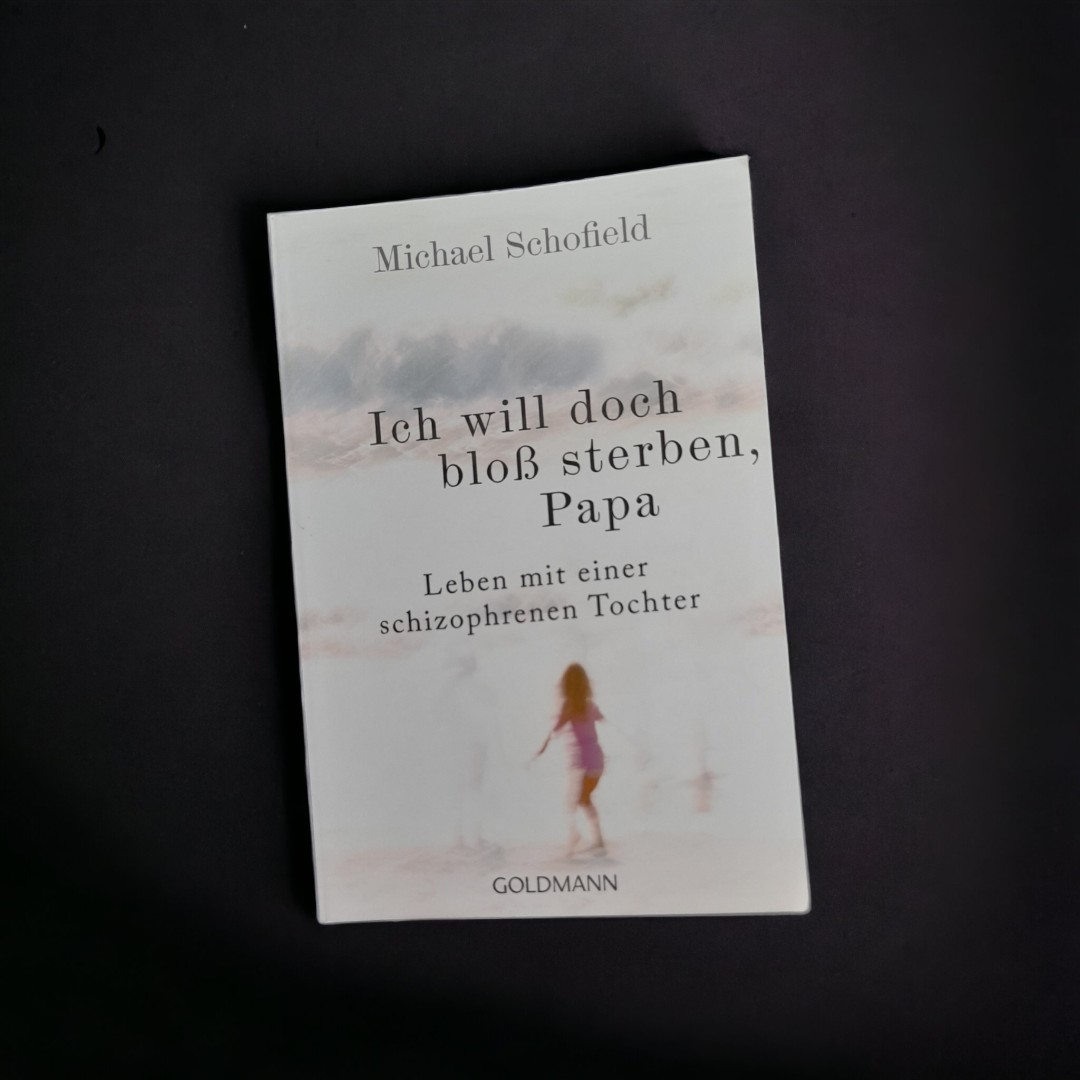 Michael Schofield
Ich will doch
bloß sterben,
Papa
Leben mit einer
schizophrenen Tochter
GOLDMANN